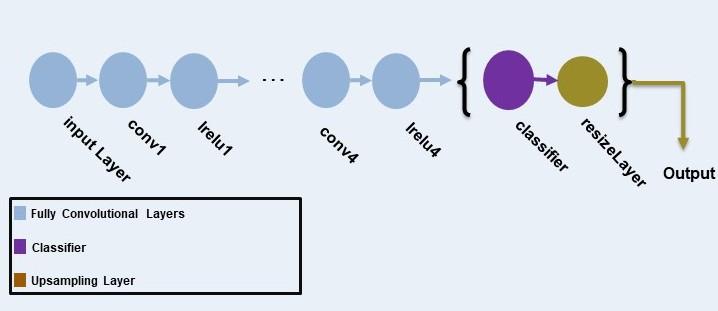 input Layer
conv1
lrelu1
...
conv4
lrelu4
{
classifier
resizeLayer
}
Output
Fully Convolutional Layers
Classifier
Upsampling Layer